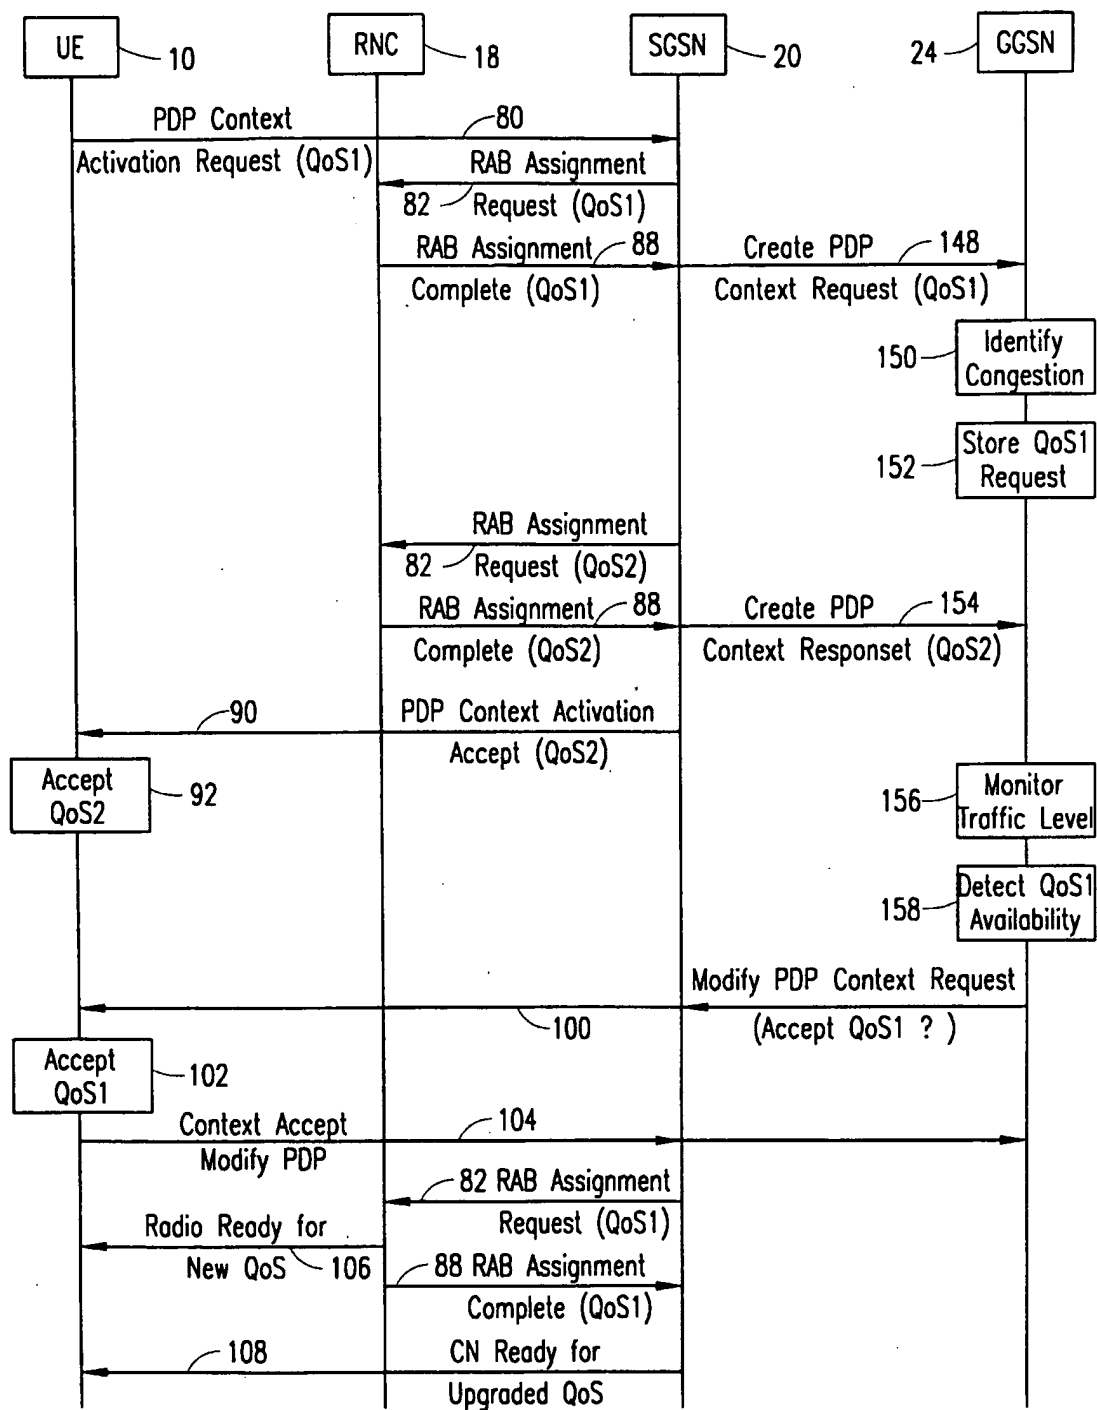 UE
10
RNC
18
SGSN
20
24
GGSN
PDP Context
80
Activation Request (QoS1)
RAB Assignment
82
Request (QoS1)
RAB Assignment
88
Complete (QoS1)
Create PDP
148
Context Request (QoS1)
150
Identify
Congestion
152
Store QoS1
Request
RAB Assignment
82
Request (QoS2)
RAB Assignment
88
Complete (QoS2)
Create PDP
154
Context Responset (QoS2)
90
PDP Context Activation
Accept (QoS2)
Accept
QoS2
92
156
Monitor
Traffic Level
158
Detect QoS1
Availability
Modify PDP Context Request
100
(Accept QoS1 ? )
Accept
QoS1
102
Context Accept
104
Modify PDP
82 RAB Assignment
Request (QoS1)
Radio Ready for
New QoS
106
88 RAB Assignment
Complete (QoS1)
108
CN Ready for
Upgraded QoS